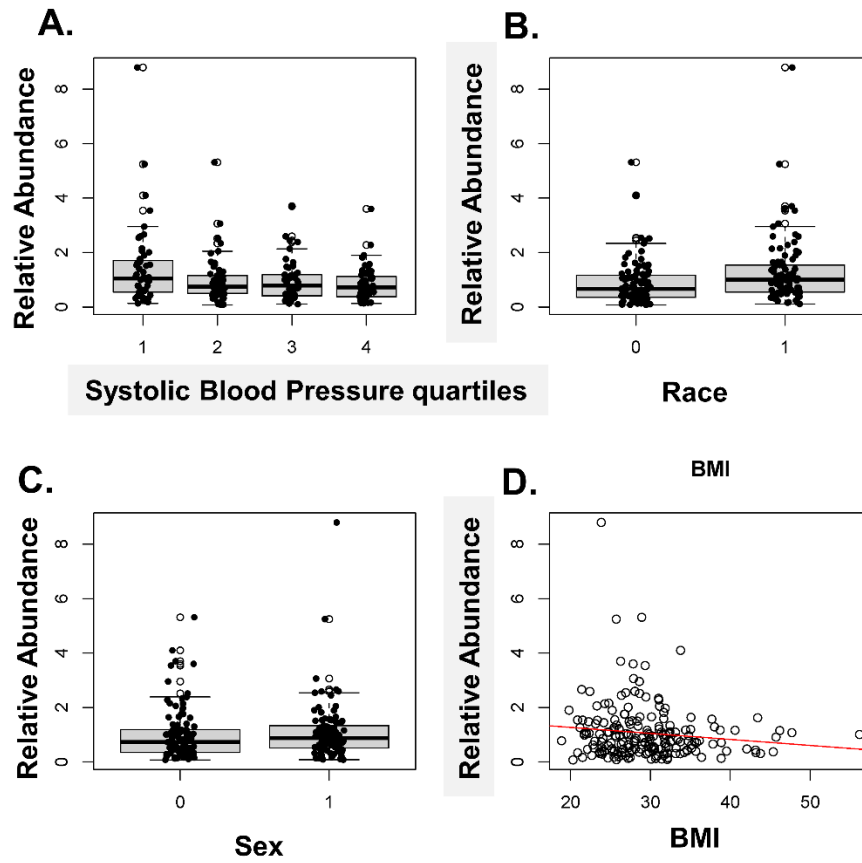 A.
Relative Abundance
8
6
4
2
0
1 2 3 4
Systolic Blood Pressure quartiles
B.
Relative Abundance
8
6
4
2
0
0 1
Race
C.
Relative Abundance
8
6
4
2
0
0 1
Sex
BMI
D.
Relative Abundance
8
6
4
2
0
20 30 40 50
BMI